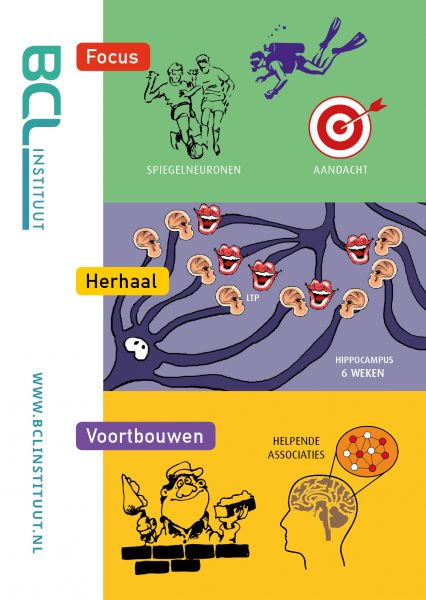 BCL
INSTITUUT
Focus
SPIEGELNEURONEN
AANDACHT
Herhaal
LTP
HIPPOCAMPUS
6 WEKEN
Voortbouwen
HELPENDE
ASSOCIATIES
WWW.BCLINSTITUUT.NL